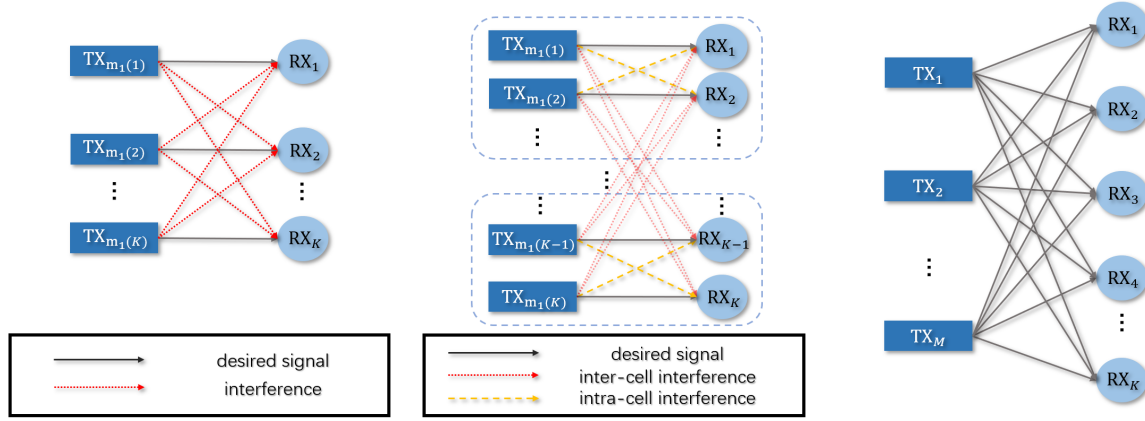 TX_{m_1(1)} RX_1
TX_{m_1(2)} RX_2
⋮ ⋮
TX_{m_1(K)} RX_K
desired signal
interference
TX_{m_1(1)} RX_1
TX_{m_1(2)} RX_2
⋮ ⋮
⋮
⋮ ⋮
TX_{m_1(K−1)} RX_{K−1}
TX_{m_1(K)} RX_K
desired signal
inter-cell interference
intra-cell interference
RX_1
TX_1
RX_2
TX_2 RX_3
⋮ RX_4
⋮
TX_M
RX_K